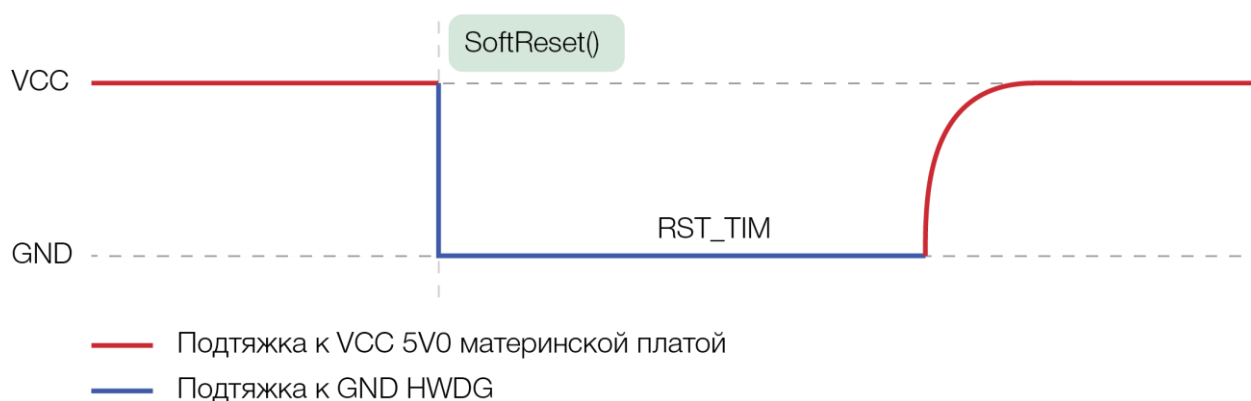 SoftReset()
VCC
RST_TIM
GND
Подтяжка к VCC 5V0 материнской платой
Подтяжка к GND HWDG